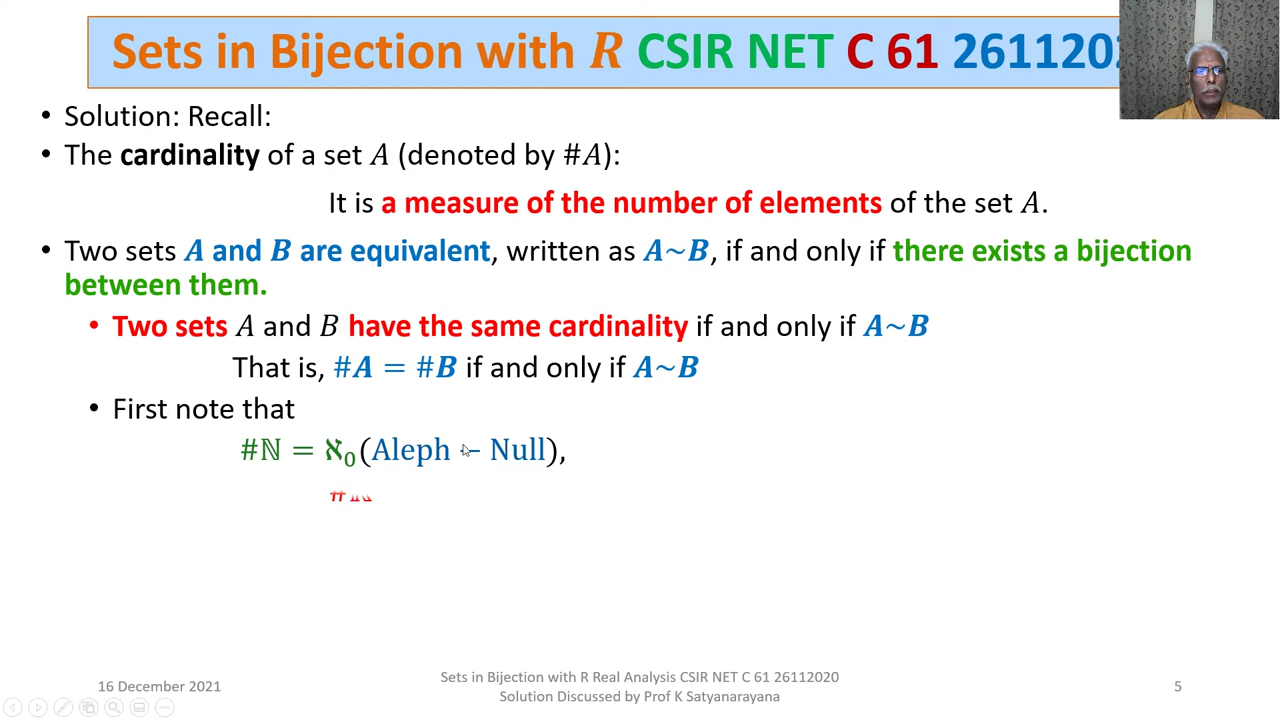 Sets in Bijection with R CSIR NET C 61 2611202
• Solution: Recall:
• The cardinality of a set A (denoted by #A):
It is a measure of the number of elements of the set A.
• Two sets A and B are equivalent, written as A~B, if and only if there exists a bijection
between them.
• Two sets A and B have the same cardinality if and only if A~B
That is, #A = #B if and only if A~B
• First note that
#ℕ = ℵ₀(Aleph – Null),
16 December 2021
Sets in Bijection with R Real Analysis CSIR NET C 61 26112020
Solution Discussed by Prof K Satyanarayana
5